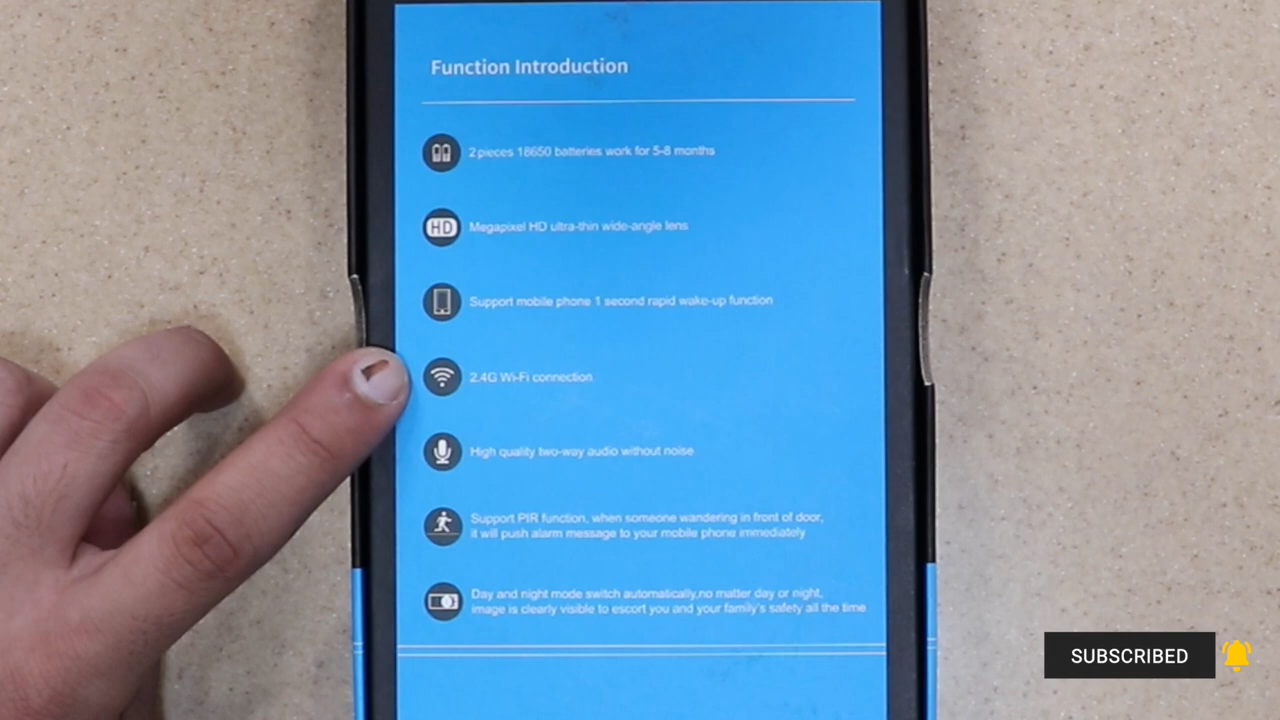 Function Introduction
2 pieces 18650 batteries work for 5-8 months
HD
Megapixel HD ultra-thin wide-angle lens
Support mobile phone 1 second rapid wake-up function
2.4G Wi-Fi connection
High quality two-way audio without noise
Support PIR function, when someone wandering in front of door,
it will push alarm message to your mobile phone immediately
Day and night mode switch automatically,no matter day or night,
image is clearly visible to escort you and your family's safety all the time
SUBSCRIBED